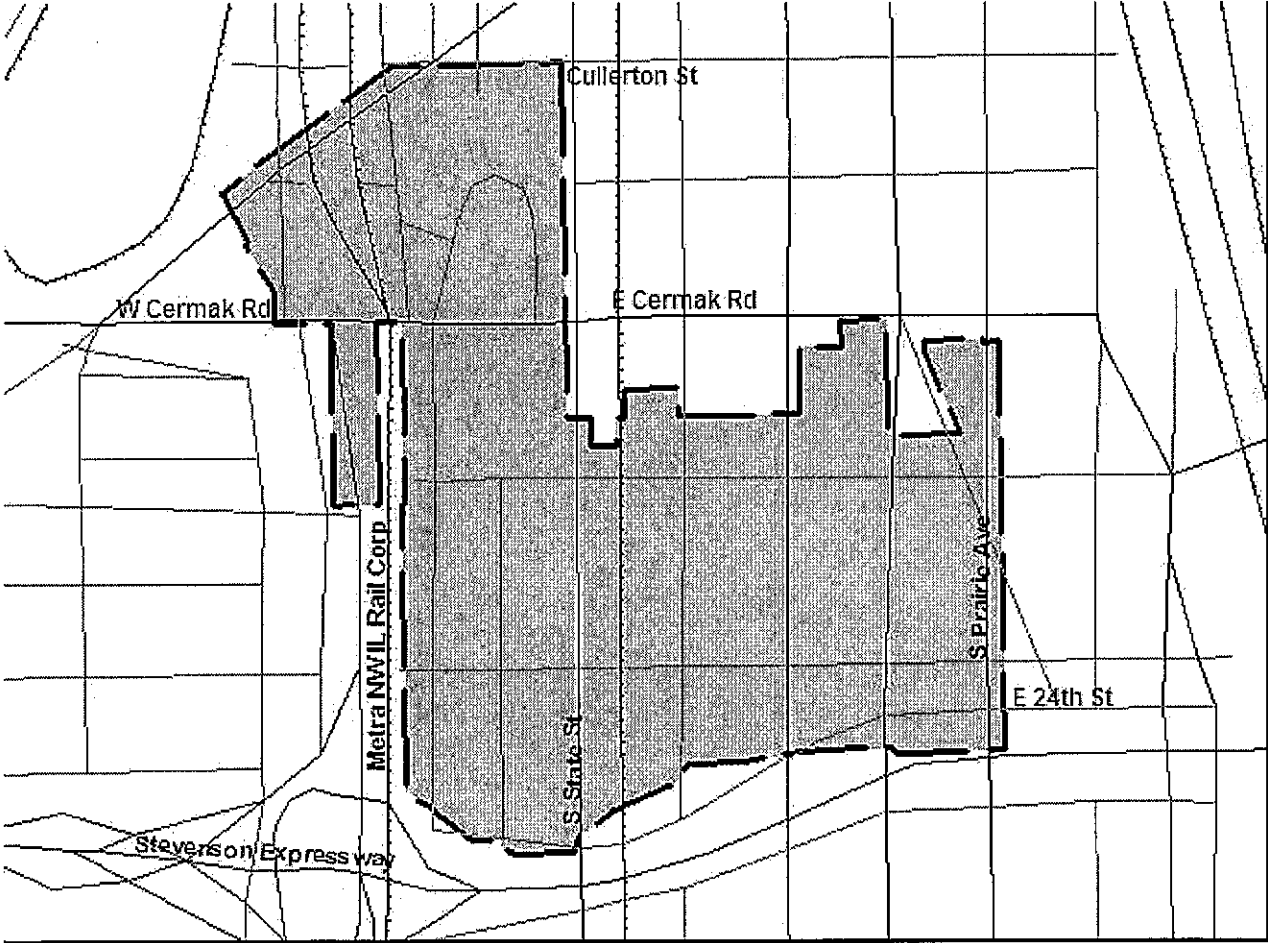 Cullerton St
W Cermak Rd
E Cermak Rd
Metra NWIL Rail Corp
S Prairie Ave
E 24th St
S State St
Stevenson Expressway